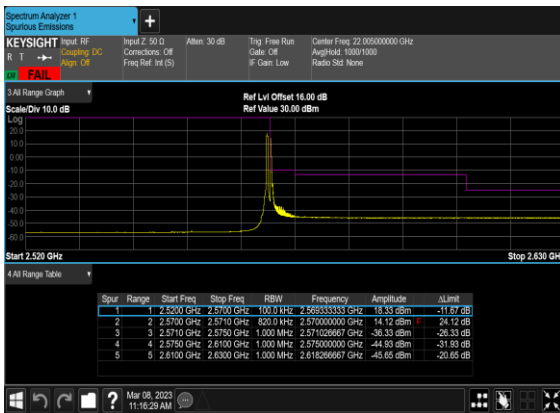 Spectrum Analyzer 1
Spurious Emissions
KEYSIGHT
R T
LV FAIL
Input: RF
Coupling: DC
Align: Off
Input Z: 50 Ω
Corrections: Off
Freq Ref: Int (S)
Atten: 30 dB
Trig: Free Run
Gate: Off
IF Gain: Low
Center Freq: 22.005000000 GHz
Avg|Hold: 1000/1000
Radio Std: None
3 All Range Graph
Scale/Div 10.0 dB
Ref Lvl Offset 16.00 dB
Ref Value 30.00 dBm
Log
20.0
10.0
0.00
-10.0
-20.0
-30.0
-40.0
-50.0
-60.0
Start 2.520 GHz
Stop 2.630 GH
4 All Range Table
Spur Range Start Freq Stop Freq RBW Frequency Amplitude ΔLimit
1 1 2.5200 GHz 2.5700 GHz 100.0 kHz 2.569333333 GHz 18.33 dBm -11.67 dB
2 2 2.5700 GHz 2.5710 GHz 820.0 kHz 2.570000000 GHz 14.12 dBm F 24.12 dB
3 3 2.5710 GHz 2.5750 GHz 1.000 MHz 2.571026667 GHz -36.33 dBm -26.33 dB
4 4 2.5750 GHz 2.6100 GHz 1.000 MHz 2.575000000 GHz -44.93 dBm -31.93 dB
5 5 2.6100 GHz 2.6300 GHz 1.000 MHz 2.618266667 GHz -45.65 dBm -20.65 dB
?
Mar 08, 2023
11:16:29 AM